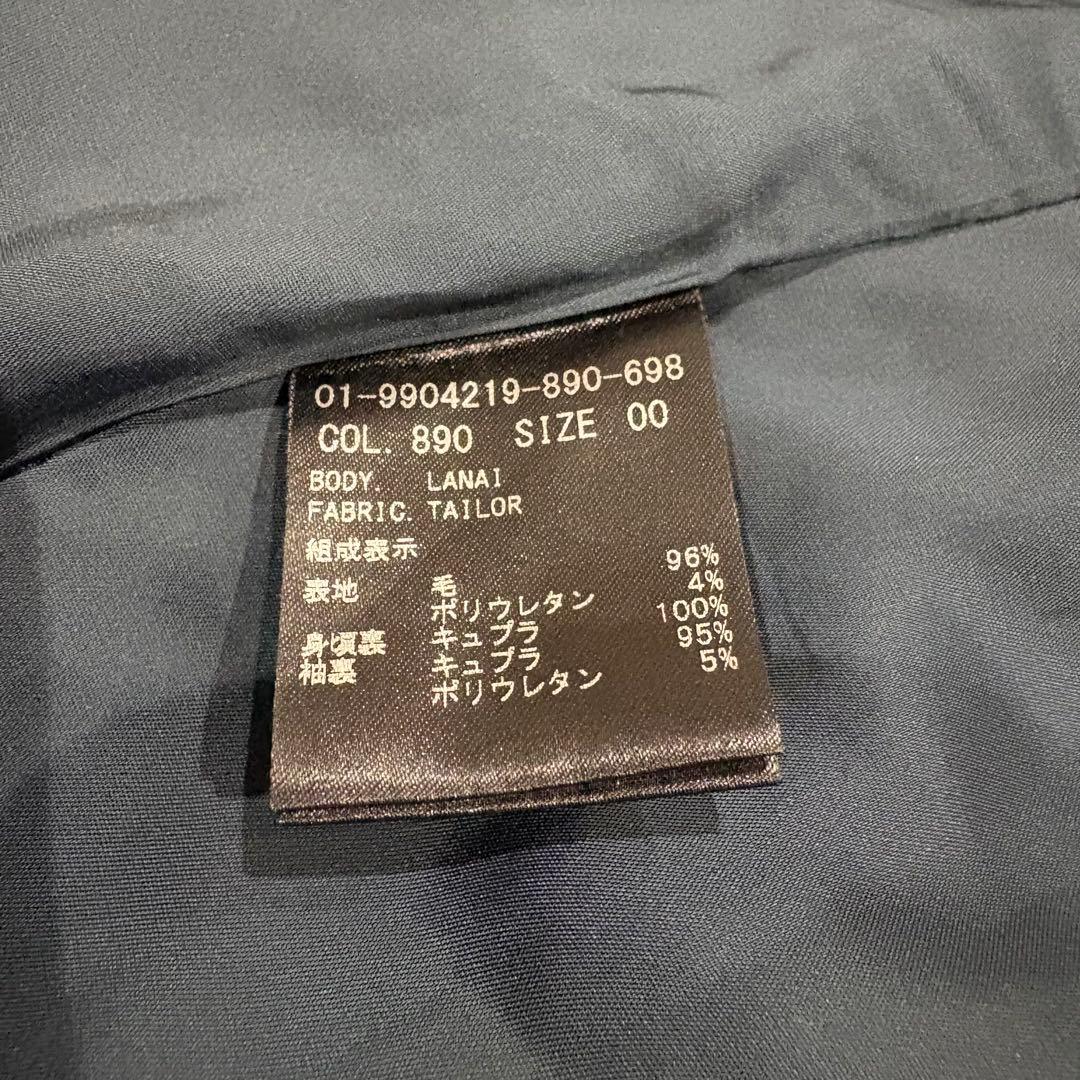 01-9904219-890-698
COL. 890 SIZE 00
BODY. LANAI
FABRIC. TAILOR
組成表示
表地 毛 96%
ポリウレタン 4%
身頃裏 キュプラ 100%
袖裏 キュプラ 95%
ポリウレタン 5%